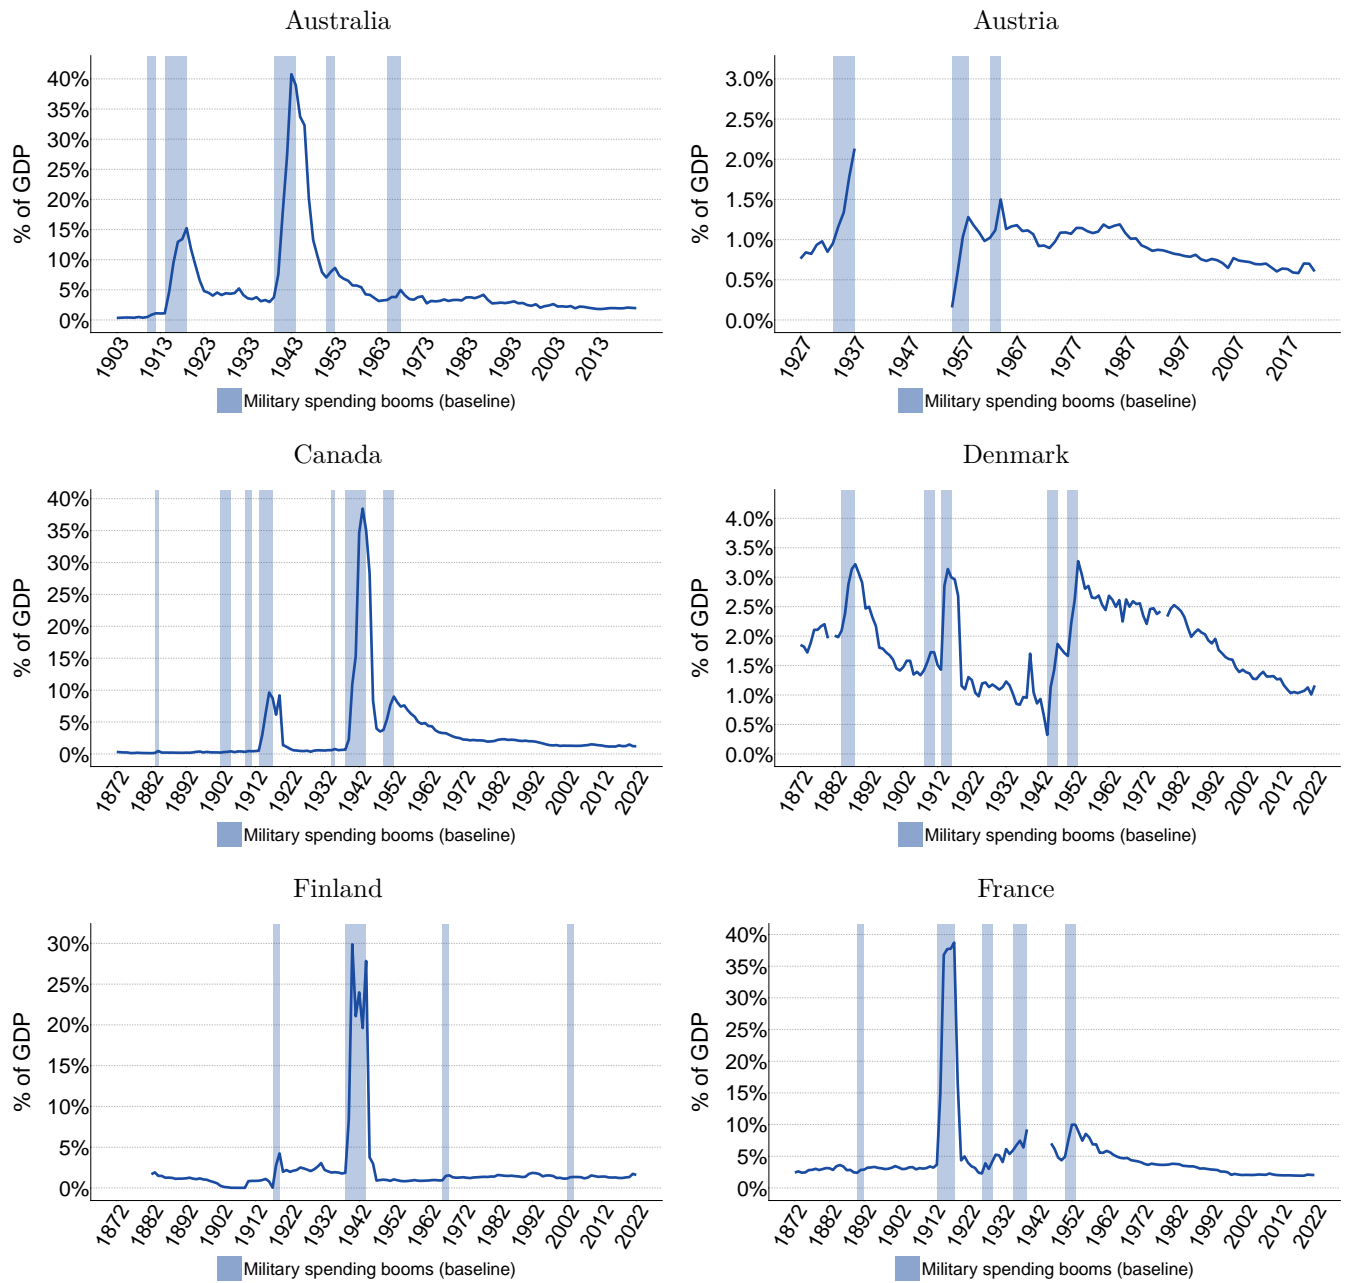 Australia
% of GDP
40%
35%
30%
25%
20%
15%
10%
5%
0%
1903 1913 1923 1933 1943 1953 1963 1973 1983 1993 2003 2013
Military spending booms (baseline)
Austria
% of GDP
3.0%
2.5%
2.0%
1.5%
1.0%
0.5%
0.0%
1927 1937 1947 1957 1967 1977 1987 1997 2007 2017
Military spending booms (baseline)
Canada
% of GDP
40%
35%
30%
25%
20%
15%
10%
5%
0%
1872 1882 1892 1902 1912 1922 1932 1942 1952 1962 1972 1982 1992 2002 2012 2022
Military spending booms (baseline)
Denmark
% of GDP
4.0%
3.5%
3.0%
2.5%
2.0%
1.5%
1.0%
0.5%
0.0%
1872 1882 1892 1902 1912 1922 1932 1942 1952 1962 1972 1982 1992 2002 2012 2022
Military spending booms (baseline)
Finland
% of GDP
30%
25%
20%
15%
10%
5%
0%
1872 1882 1892 1902 1912 1922 1932 1942 1952 1962 1972 1982 1992 2002 2012 2022
Military spending booms (baseline)
France
% of GDP
40%
35%
30%
25%
20%
15%
10%
5%
0%
1872 1882 1892 1902 1912 1922 1932 1942 1952 1962 1972 1982 1992 2002 2012 2022
Military spending booms (baseline)